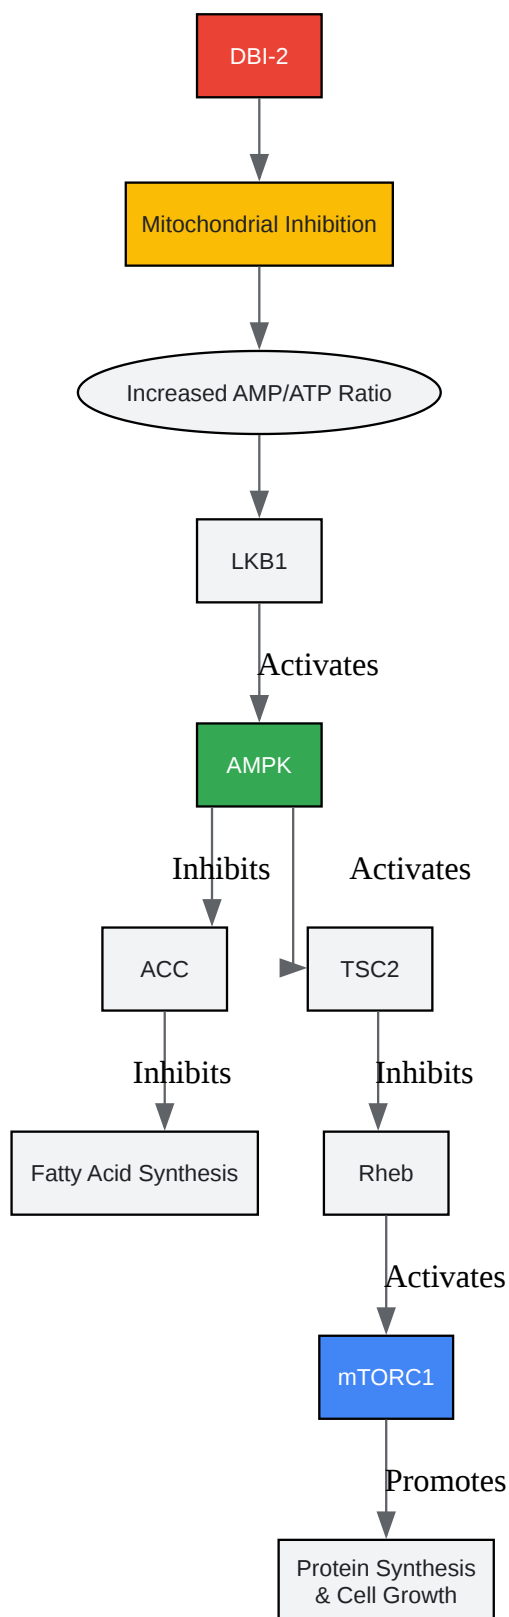 DBI-2
Mitochondrial Inhibition
Increased AMP/ATP Ratio
LKB1
Activates
AMPK
Inhibits
Activates
ACC
TSC2
Inhibits
Inhibits
Fatty Acid Synthesis
Rheb
Activates
mTORC1
Promotes
Protein Synthesis
& Cell Growth